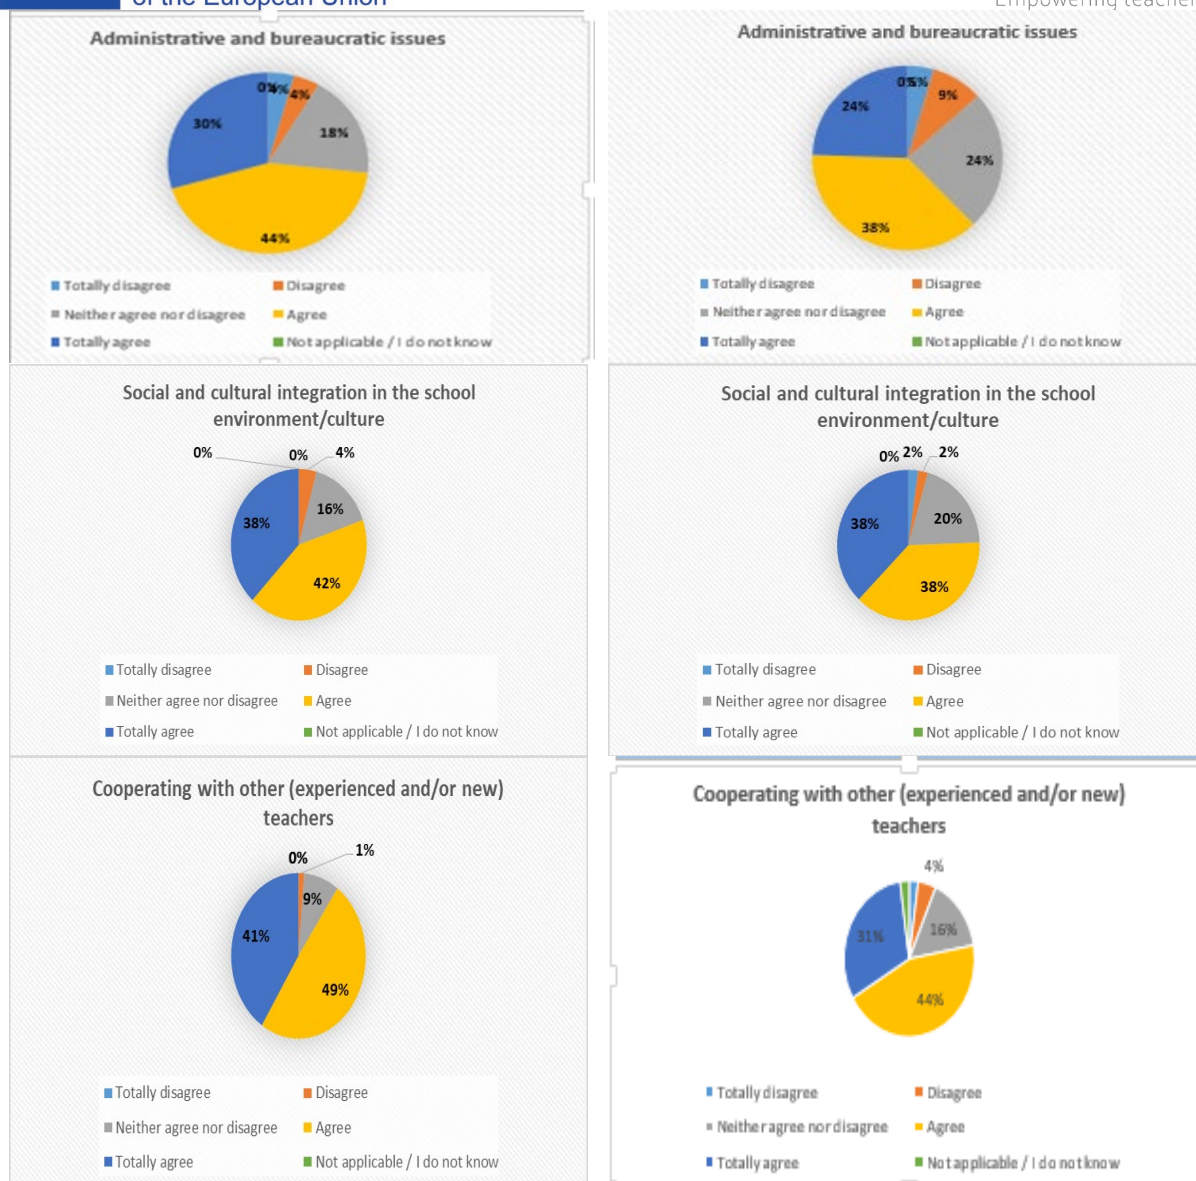 of the European Union
Empowering teacher
Administrative and bureaucratic issues
0% 4% 4%
30%
18%
44%
Totally disagree Disagree
Neither agree nor disagree Agree
Totally agree Not applicable / I do not know
Administrative and bureaucratic issues
0% 5%
9%
24%
24%
38%
Totally disagree Disagree
Neither agree nor disagree Agree
Totally agree Not applicable / I do not know
Social and cultural integration in the school
environment/culture
0% 0% 4%
16%
38%
42%
Totally disagree Disagree
Neither agree nor disagree Agree
Totally agree Not applicable / I do not know
Social and cultural integration in the school
environment/culture
0% 2% 2%
38% 20%
38%
Totally disagree Disagree
Neither agree nor disagree Agree
Totally agree Not applicable / I do not know
Cooperating with other (experienced and/or new)
teachers
0% 1%
9%
41%
49%
Totally disagree Disagree
Neither agree nor disagree Agree
Totally agree Not applicable / I do not know
Cooperating with other (experienced and/or new)
teachers
4%
31% 16%
44%
Totally disagree Disagree
Neither agree nor disagree Agree
Totally agree Not applicable / I do not know